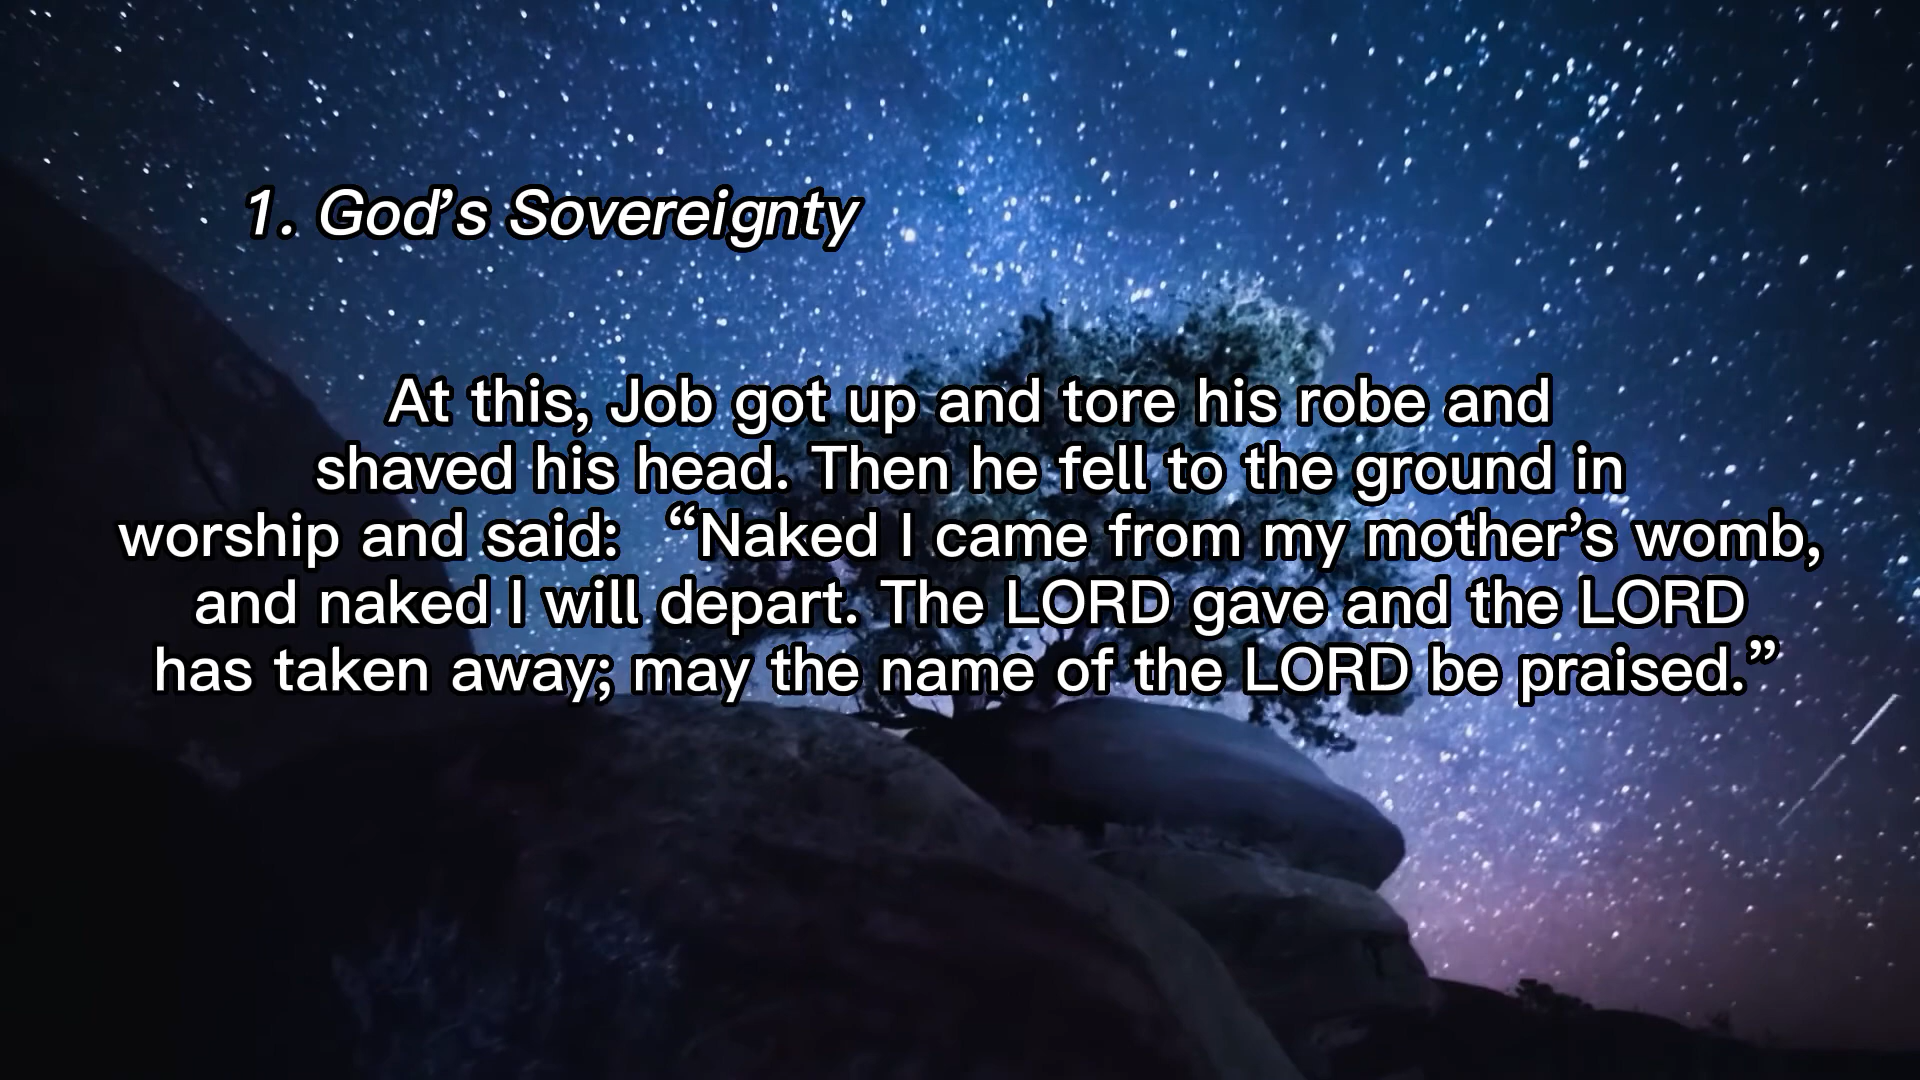 1. God’s Sovereignty
At this, Job got up and tore his robe and
shaved his head. Then he fell to the ground in
worship and said: “Naked I came from my mother’s womb,
and naked I will depart. The LORD gave and the LORD
has taken away; may the name of the LORD be praised.”